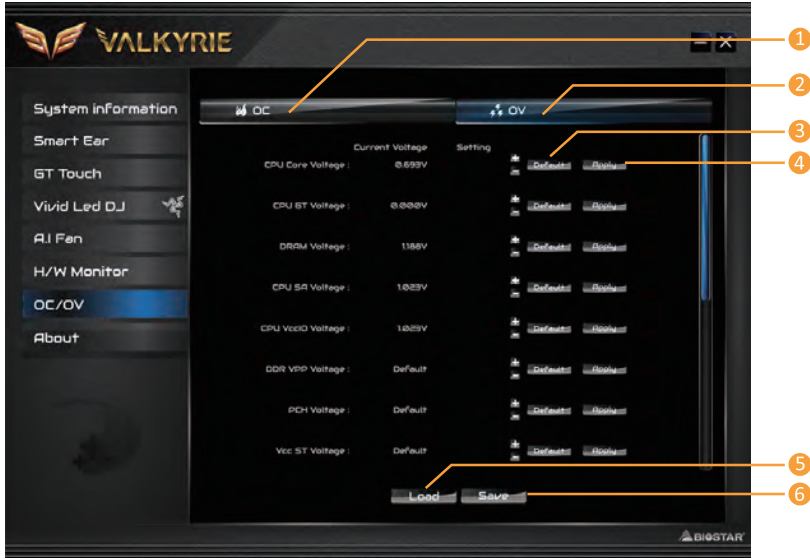 VALKYRIE
1
2
System information
OC
OV
3
Smart Ear
Current Voltage Setting
CPU Core Voltage : 0.693V Default Apply
4
GT Touch
Vivid Led DJ
CPU GT Voltage : 0.000V Default Apply
A.I Fan
DRAM Voltage : 1.188V Default Apply
H/W Monitor
CPU SA Voltage : 1.023V Default Apply
OC/OV
CPU VccIO Voltage : 1.023V Default Apply
About
DDR VPP Voltage : Default Default Apply
PCH Voltage : Default Default Apply
Vcc ST Voltage : Default Default Apply
5
Load Save
6
BIOSTAR